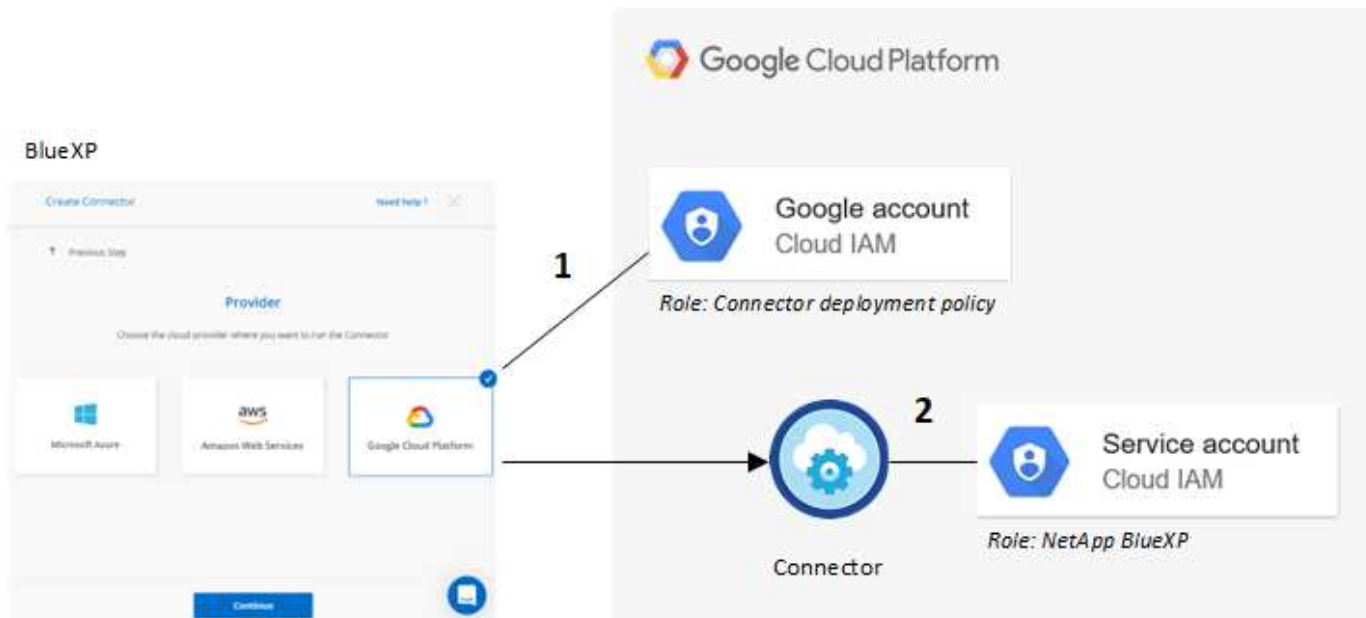 Google Cloud Platform
BlueXP
Create Connector
Need help ?
Previous Step
Provider
Choose the cloud provider where you want to run the Connector
Microsoft Azure
aws
Amazon Web Services
Google Cloud Platform
Continue
1
Google account
Cloud IAM
Role: Connector deployment policy
Connector
2
Service account
Cloud IAM
Role: NetApp BlueXP